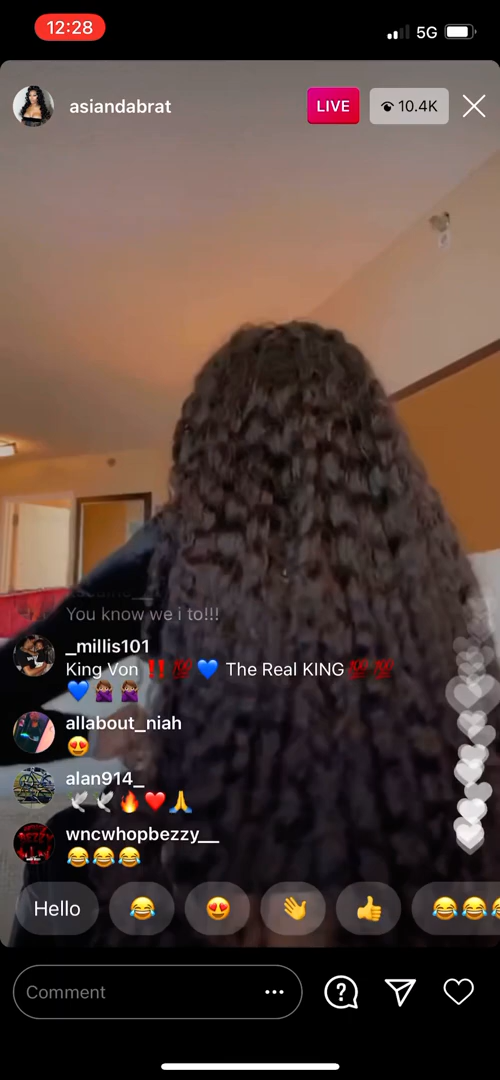 12:28
5G
asiandabrat
LIVE
10.4K
You know we i to!!!
_millis101
King Von ‼️💯💙 The Real KING💯💯
💙🙅🏽‍♀️🙅🏽‍♀️
allabout_niah
😍
alan914_
🕊️🕊️🔥❤️🙏
wncwhopbezzy__
😂😂😂
Hello 😂 😍 👋 👍 😂😂😂
Comment